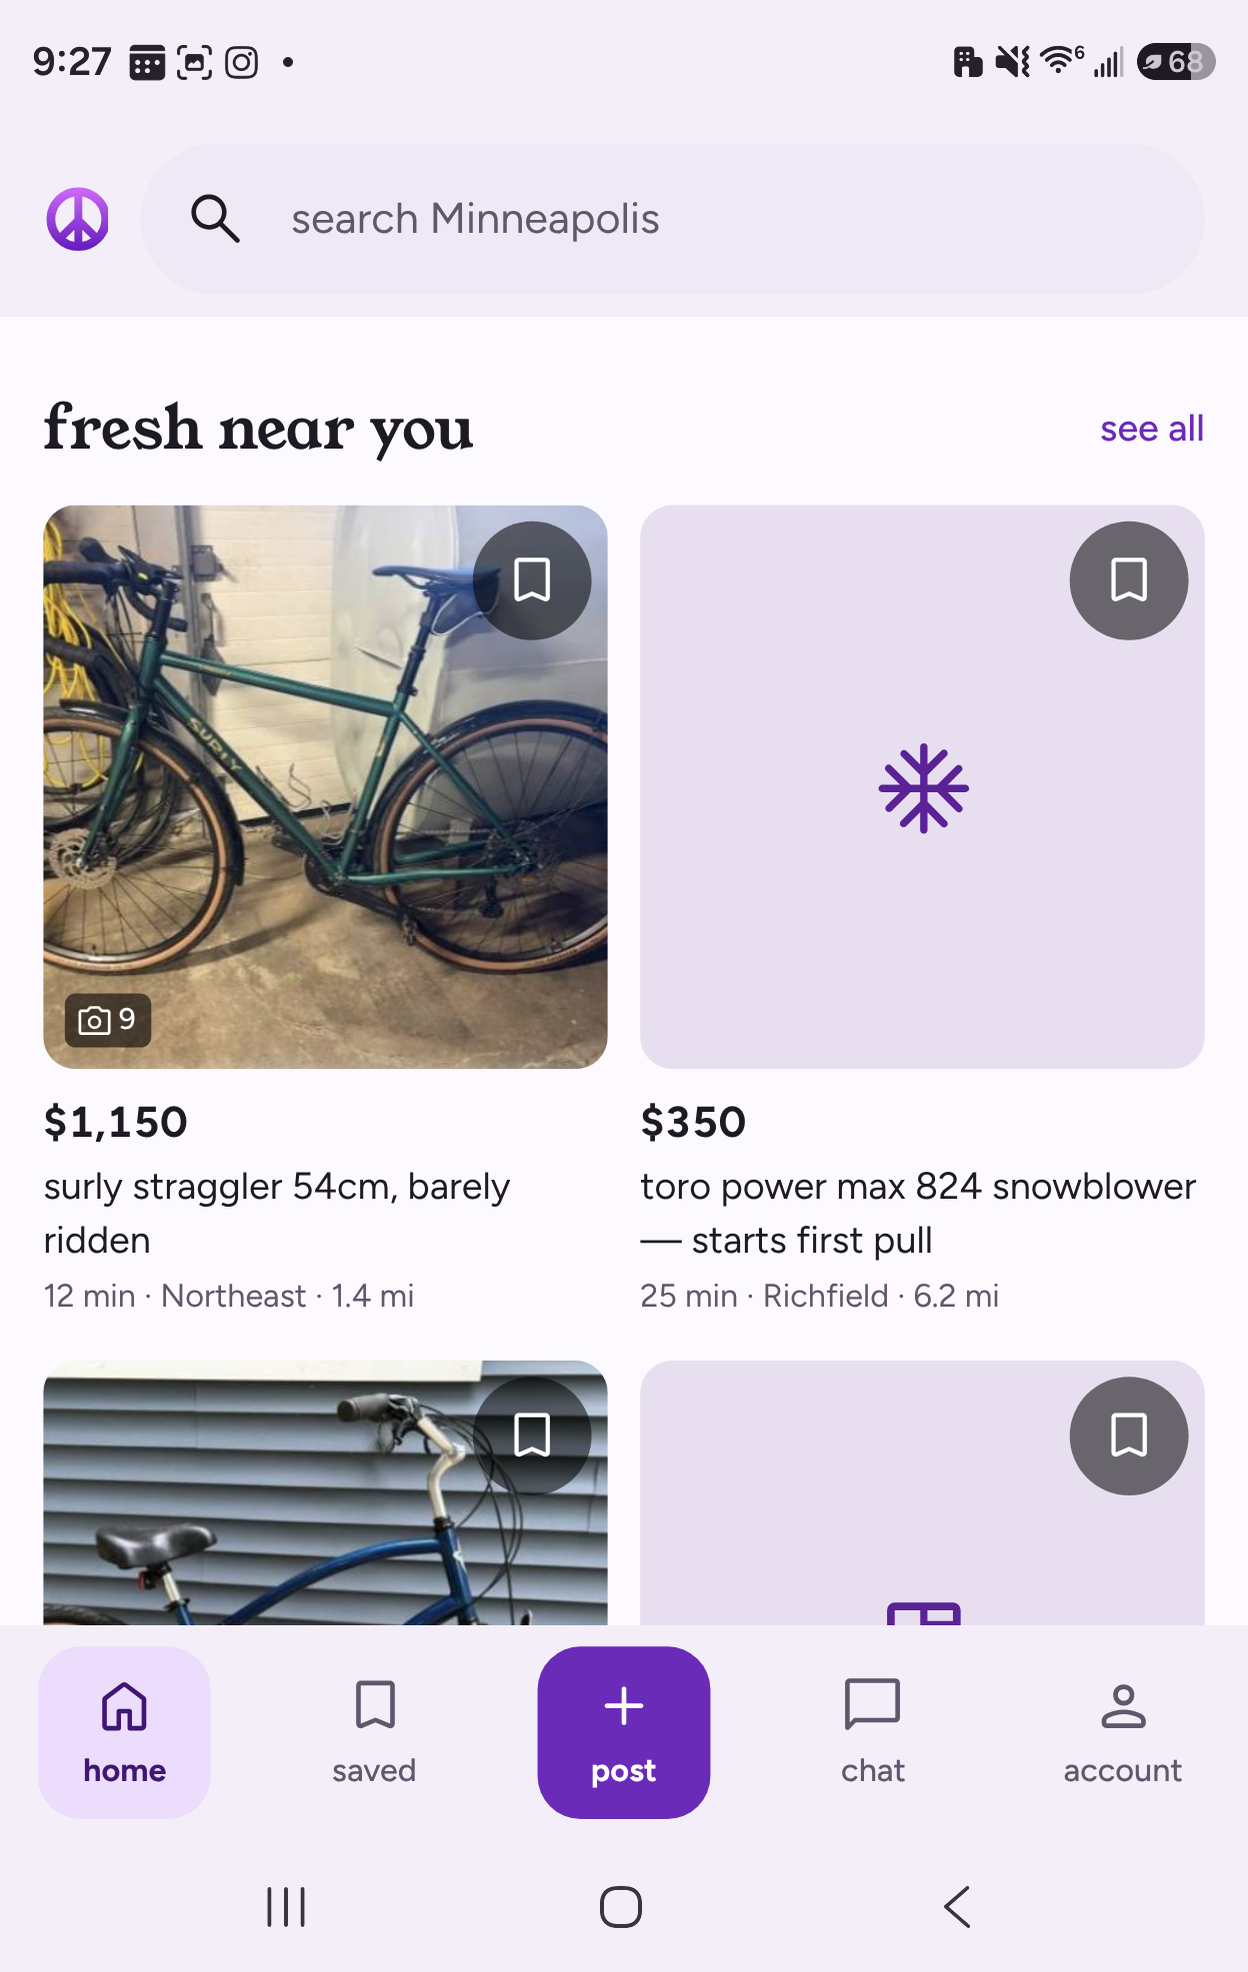 9:27
6
68
search Minneapolis
fresh near you
see all
SURLY
9
$1,150
surly straggler 54cm, barely
ridden
12 min · Northeast · 1.4 mi
$350
toro power max 824 snowblower
— starts first pull
25 min · Richfield · 6.2 mi
home
saved
post
chat
account